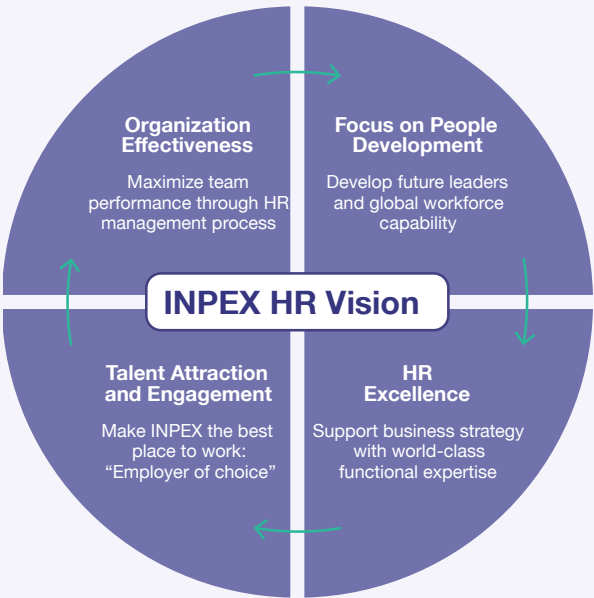 Organization
Effectiveness
Maximize team
performance through HR
management process
Focus on People
Development
Develop future leaders
and global workforce
capability
INPEX HR Vision
Talent Attraction
and Engagement
Make INPEX the best
place to work:
“Employer of choice”
HR
Excellence
Support business strategy
with world-class
functional expertise